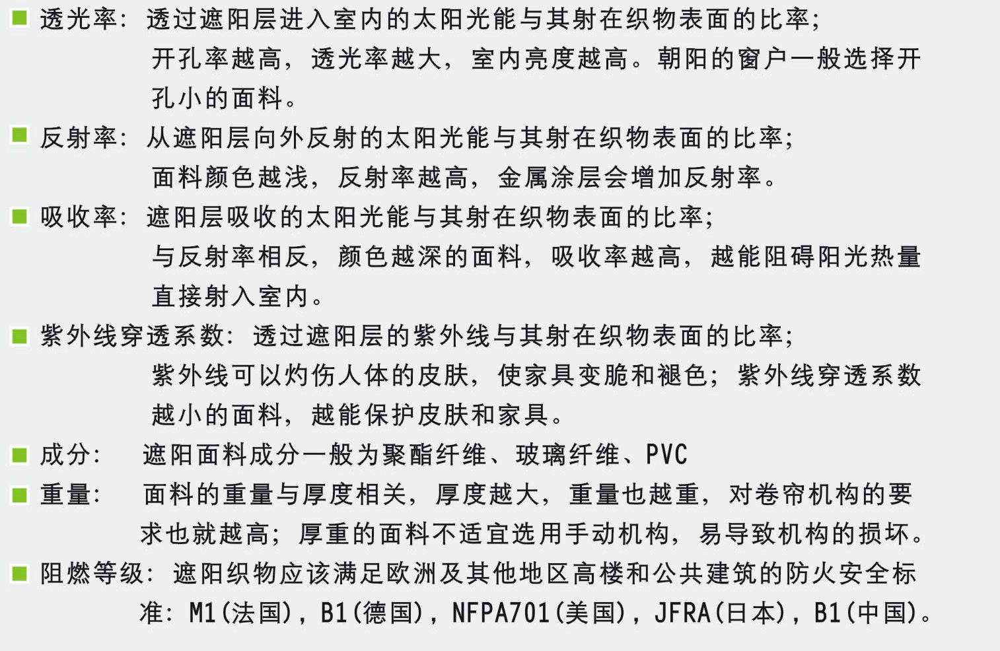 透光率：透过遮阳层进入室内的太阳光能与其射在织物表面的比率；
开孔率越高，透光率越大，室内亮度越高。朝阳的窗户一般选择开
孔小的面料。
反射率：从遮阳层向外反射的太阳光能与其射在织物表面的比率；
面料颜色越浅，反射率越高，金属涂层会增加反射率。
吸收率：遮阳层吸收的太阳光能与其射在织物表面的比率；
与反射率相反，颜色越深的面料，吸收率越高，越能阻碍阳光热量
直接射入室内。
紫外线穿透系数：透过遮阳层的紫外线与其射在织物表面的比率；
紫外线可以灼伤人体的皮肤，使家具变脆和褪色；紫外线穿透系数
越小的面料，越能保护皮肤和家具。
成分： 遮阳面料成分一般为聚酯纤维、玻璃纤维、PVC
重量： 面料的重量与厚度相关，厚度越大，重量也越重，对卷帘机构的要
求也就越高；厚重的面料不适宜选用手动机构，易导致机构的损坏。
阻燃等级：遮阳织物应该满足欧洲及其他地区高楼和公共建筑的防火安全标
准：M1(法国)，B1(德国)，NFPA701(美国)，JFRA(日本)，B1(中国)。